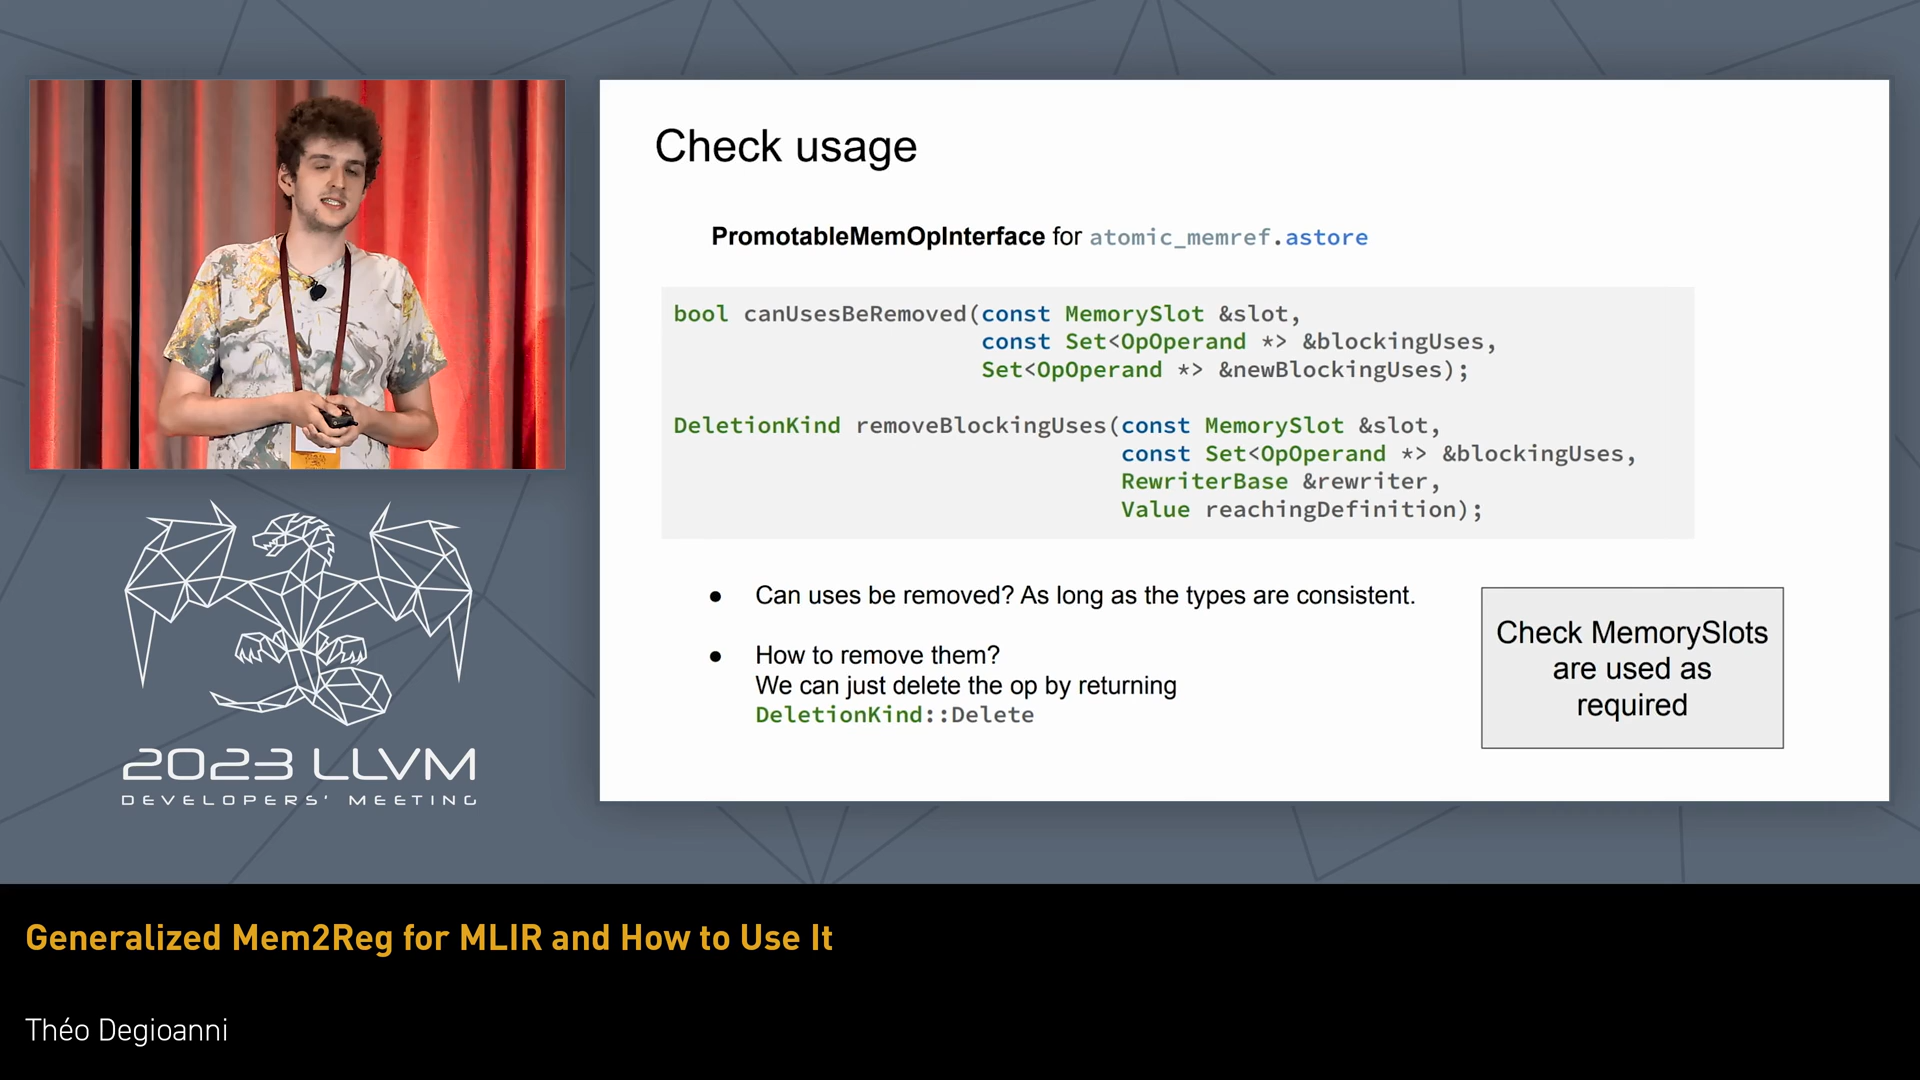 Check usage
PromotableMemOpInterface for atomic_memref.astore
bool canUsesBeRemoved(const MemorySlot &slot,
const Set<OpOperand *> &blockingUses,
Set<OpOperand *> &newBlockingUses);
DeletionKind removeBlockingUses(const MemorySlot &slot,
const Set<OpOperand *> &blockingUses,
RewriterBase &rewriter,
Value reachingDefinition);
● Can uses be removed? As long as the types are consistent.
● How to remove them?
We can just delete the op by returning
DeletionKind::Delete
Check MemorySlots
are used as
required
2023 LLVM
DEVELOPERS' MEETING
Generalized Mem2Reg for MLIR and How to Use It
Théo Degioanni